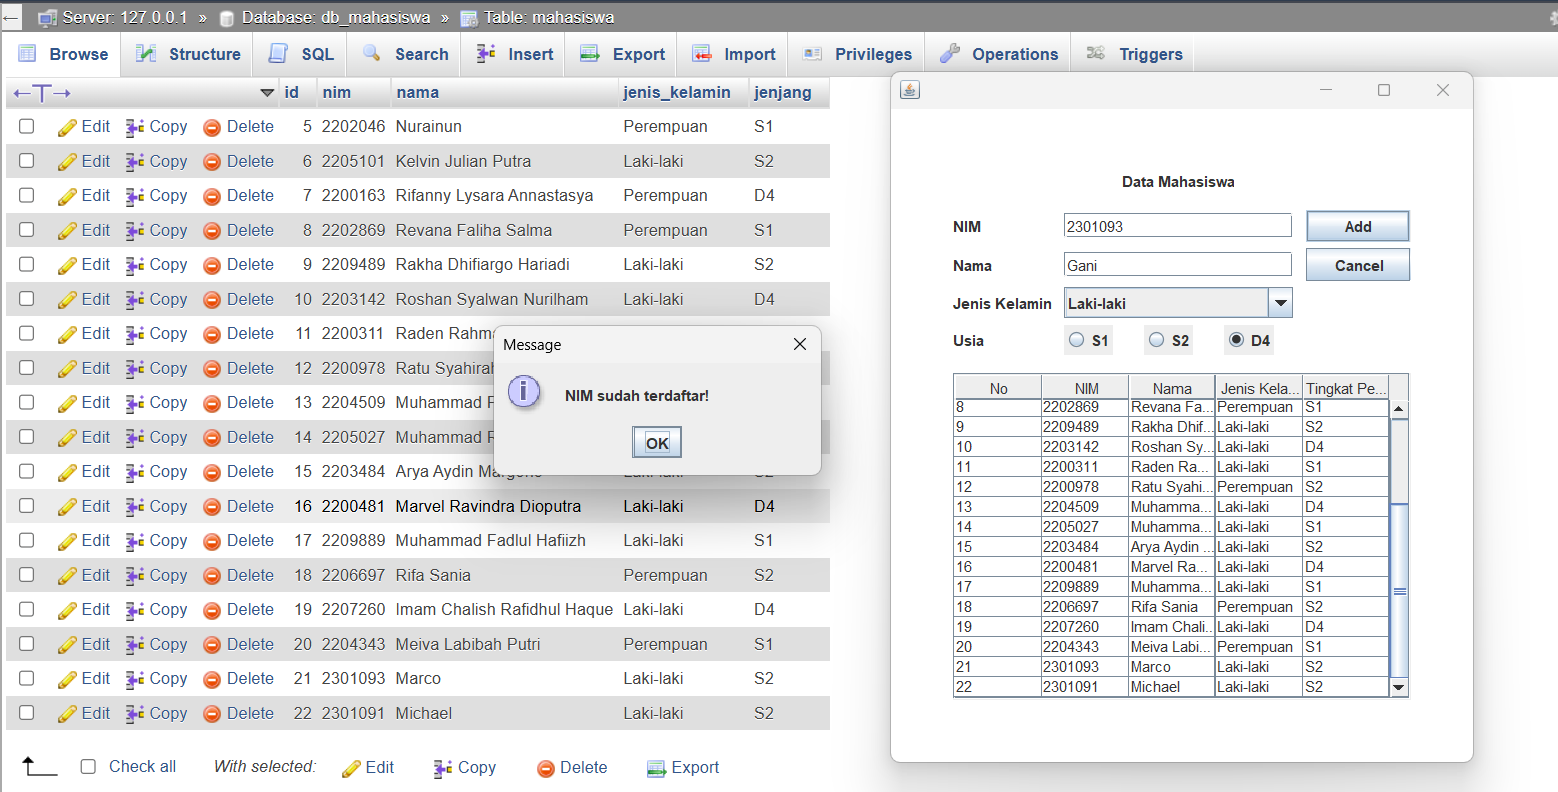 Server: 127.0.0.1 » Database: db_mahasiswa » Table: mahasiswa
Browse Structure SQL Search Insert Export Import Privileges Operations Triggers
id nim nama jenis_kelamin jenjang
Edit Copy Delete 5 2202046 Nurainun Perempuan S1
Edit Copy Delete 6 2205101 Kelvin Julian Putra Laki-laki S2
Edit Copy Delete 7 2200163 Rifanny Lysara Annastasya Perempuan D4
Edit Copy Delete 8 2202869 Revana Faliha Salma Perempuan S1
Edit Copy Delete 9 2209489 Rakha Dhifiargo Hariadi Laki-laki S2
Edit Copy Delete 10 2203142 Roshan Syalwan Nurilham Laki-laki D4
Edit Copy Delete 11 2200311 Raden
Edit Copy Delete 12 2200978 Ratu
Edit Copy Delete 13 2204509 Muhammad
Edit Copy Delete 14 2205027 Muhammad
Edit Copy Delete 15 2203484 Arya Aydin
Edit Copy Delete 16 2200481 Marvel Ravindra Dioputra Laki-laki D4
Edit Copy Delete 17 2209889 Muhammad Fadlul Hafiizh Laki-laki S1
Edit Copy Delete 18 2206697 Rifa Sania Perempuan S2
Edit Copy Delete 19 2207260 Imam Chalish Rafidhul Haque Laki-laki D4
Edit Copy Delete 20 2204343 Meiva Labibah Putri Perempuan S1
Edit Copy Delete 21 2301093 Marco Laki-laki S2
Edit Copy Delete 22 2301091 Michael Laki-laki S2
Check all With selected: Edit Copy Delete Export
Message
NIM sudah terdaftar!
OK
Data Mahasiswa
NIM 2301093 Add
Nama Gani Cancel
Jenis Kelamin Laki-laki
Usia S1 S2 D4
No NIM Nama Jenis Kela... Tingkat Pe...
8 2202869 Revana Fa... Perempuan S1
9 2209489 Rakha Dhif... Laki-laki S2
10 2203142 Roshan Sy... Laki-laki D4
11 2200311 Raden Ra... Laki-laki S1
12 2200978 Ratu Syahi... Perempuan S2
13 2204509 Muhamma... Laki-laki D4
14 2205027 Muhamma... Laki-laki S1
15 2203484 Arya Aydin ... Laki-laki S2
16 2200481 Marvel Ra... Laki-laki D4
17 2209889 Muhamma... Laki-laki S1
18 2206697 Rifa Sania Perempuan S2
19 2207260 Imam Chali... Laki-laki D4
20 2204343 Meiva Labi... Perempuan S1
21 2301093 Marco Laki-laki S2
22 2301091 Michael Laki-laki S2